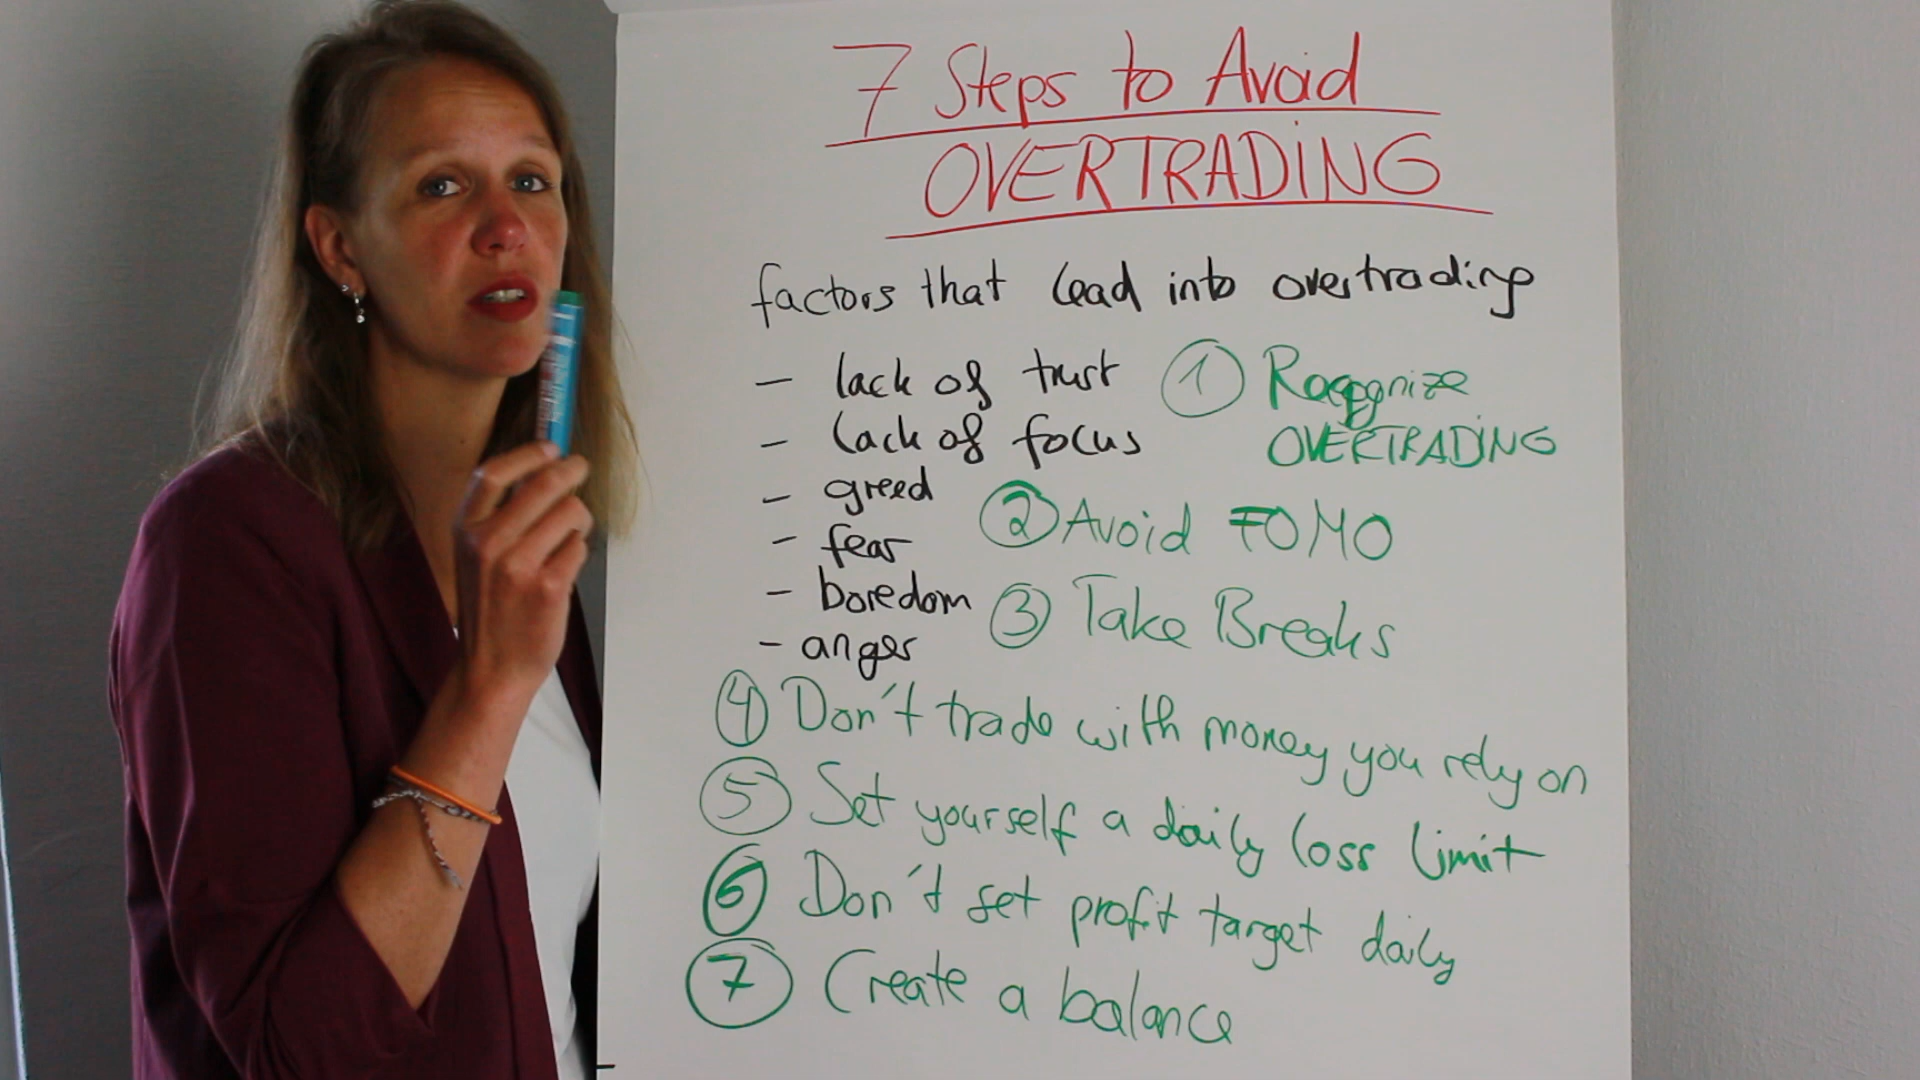 7 Steps to Avoid
OVERTRADING
factors that lead into overtrading
- lack of trust
- lack of focus
- greed
- fear
- boredom
- anger
① Recognize
OVERTRADING
② Avoid FOMO
③ Take Breaks
④ Don't trade with money you rely on
⑤ Set yourself a daily loss limit
⑥ Don't set profit target daily
⑦ Create a balance